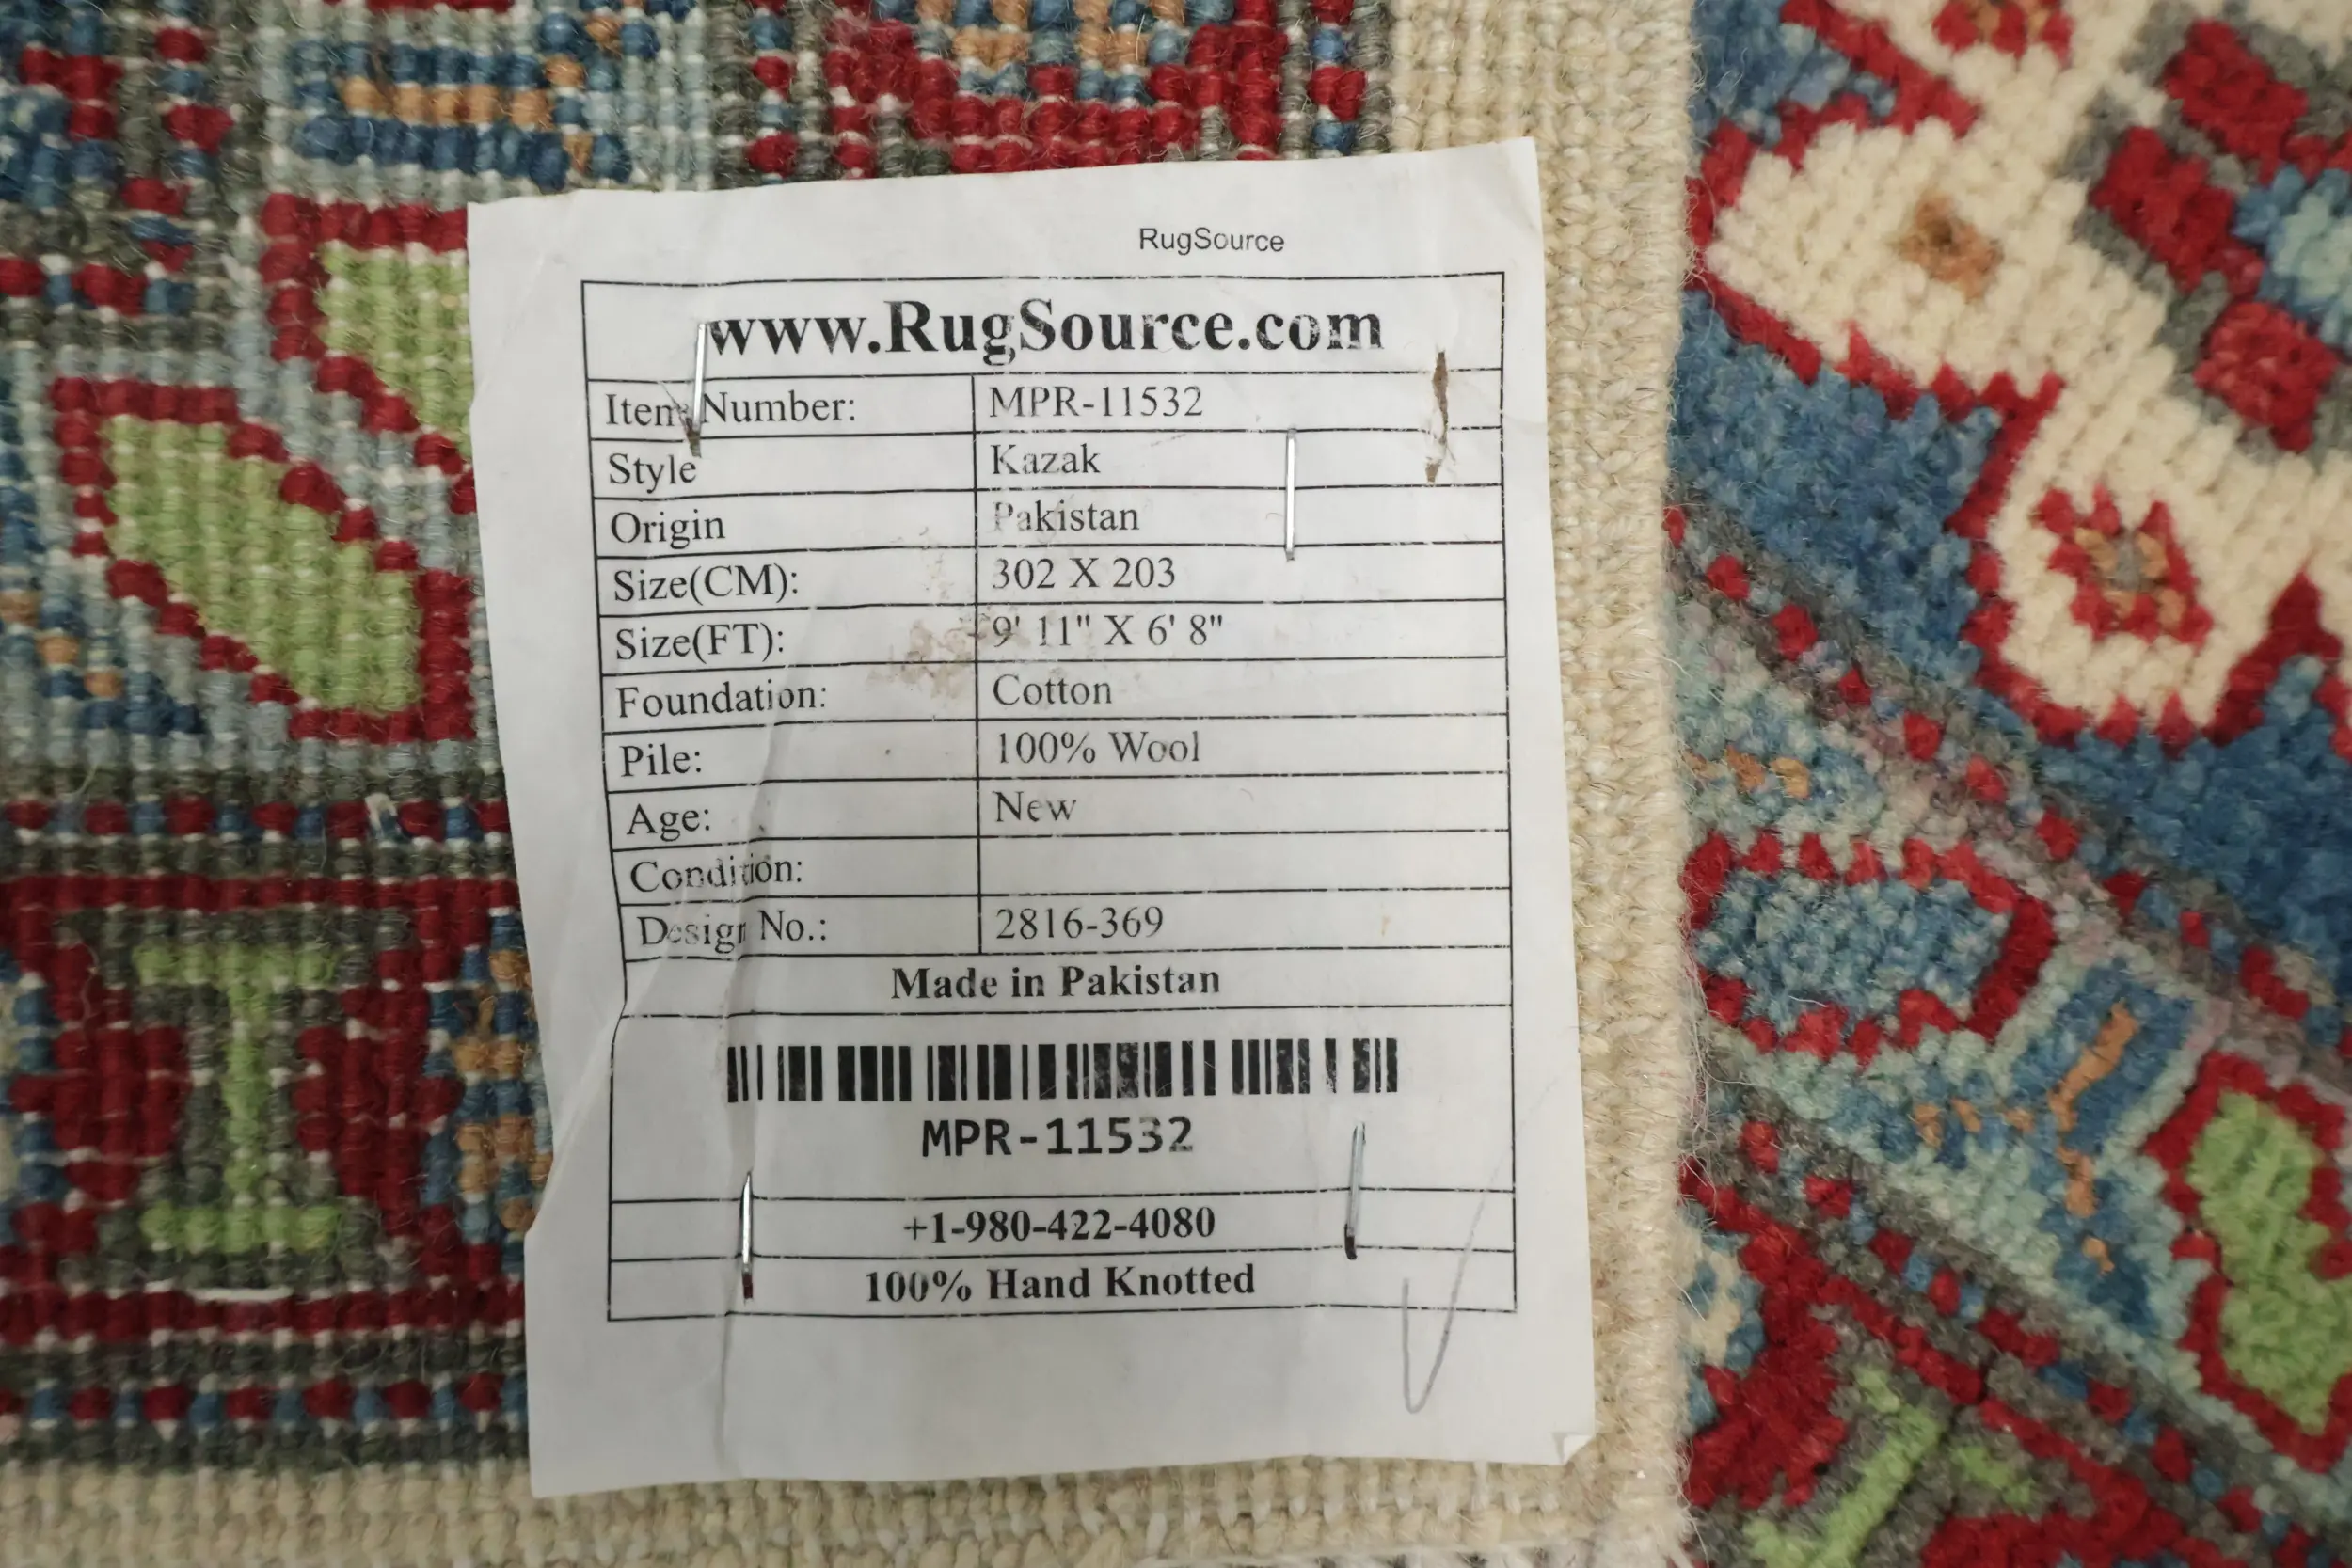 RugSource
www.RugSource.com
Item Number: MPR-11532
Style Kazak
Origin Pakistan
Size(CM): 302 X 203
Size(FT): 9' 11" X 6' 8"
Foundation: Cotton
Pile: 100% Wool
Age: New
Condition:
Design No.: 2816-369
Made in Pakistan
MPR-11532
+1-980-422-4080
100% Hand Knotted